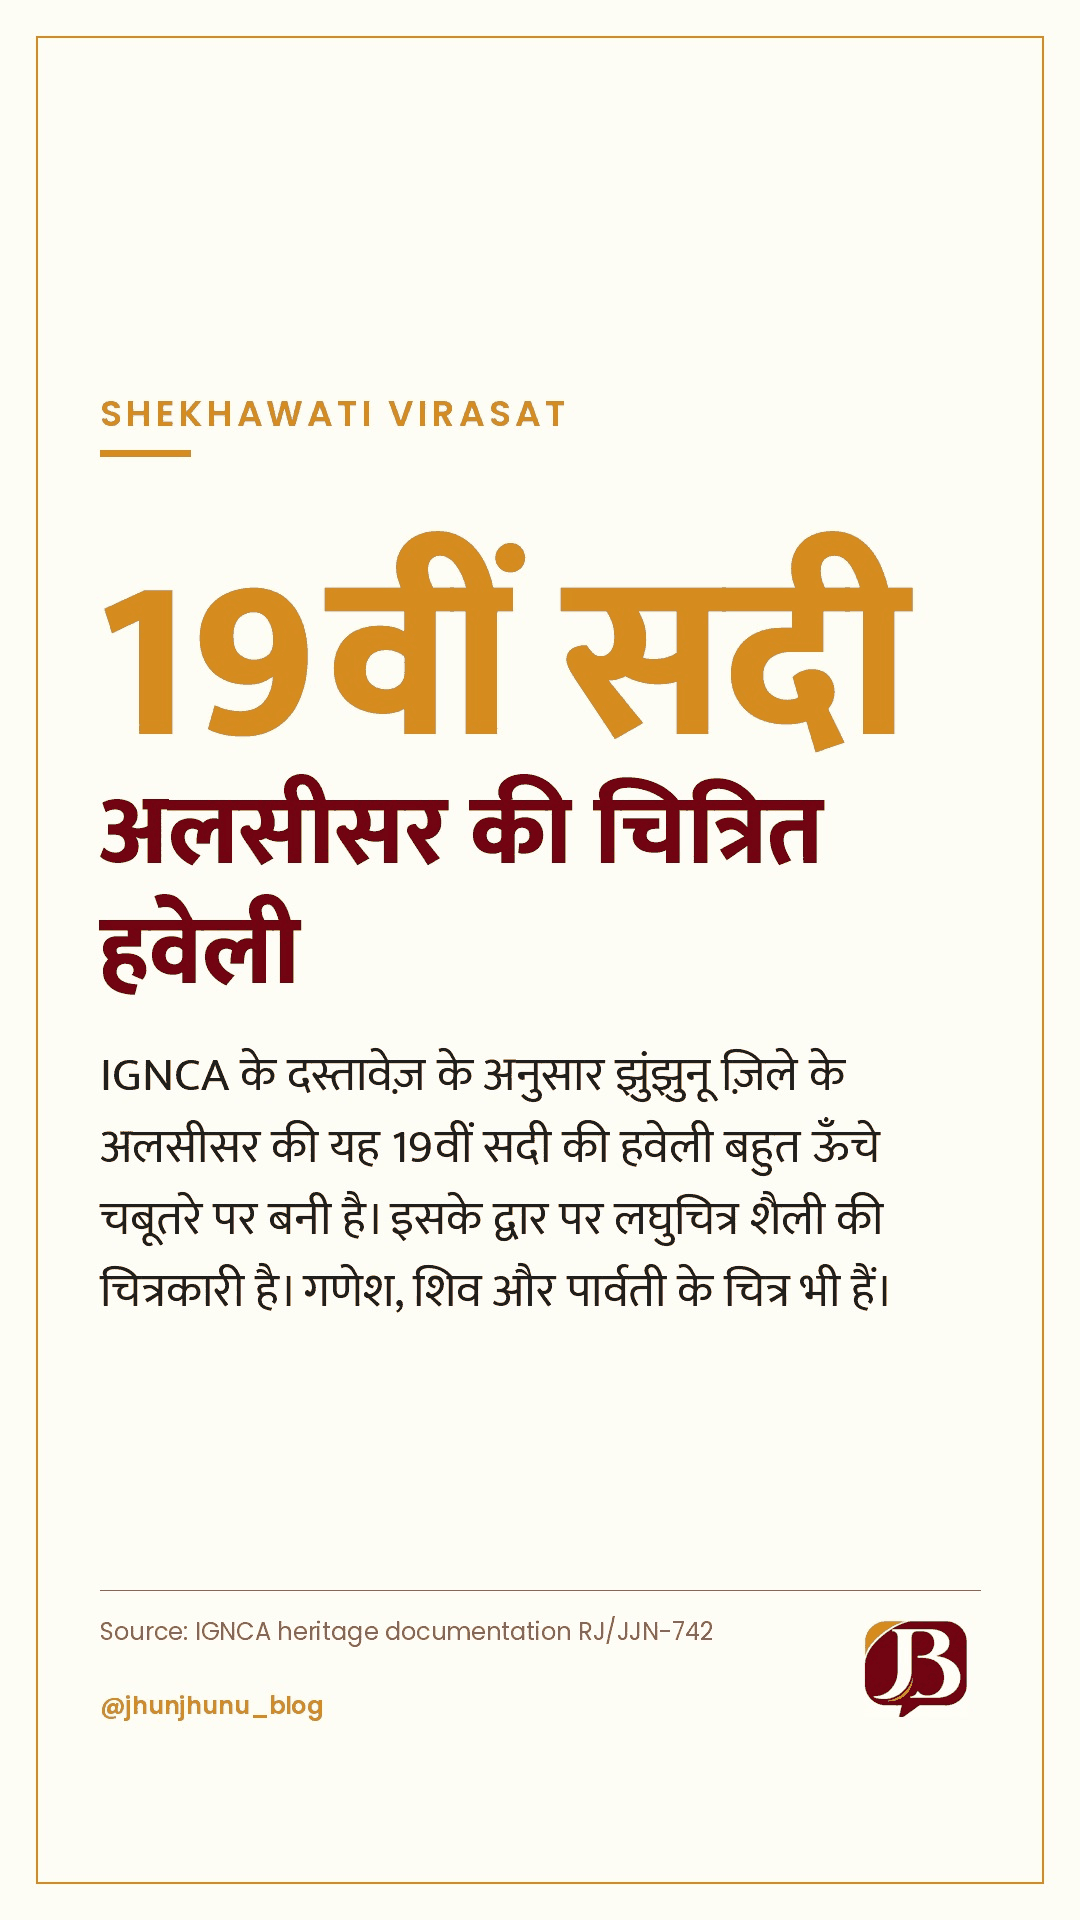 SHEKHAWATI VIRASAT
19वीं सदी
अलसीसर की चित्रित
हवेली
IGNCA के दस्तावेज़ के अनुसार झुंझुनू ज़िले के
अलसीसर की यह 19वीं सदी की हवेली बहुत ऊँचे
चबूतरे पर बनी है। इसके द्वार पर लघुचित्र शैली की
चित्रकारी है। गणेश, शिव और पार्वती के चित्र भी हैं।
Source: IGNCA heritage documentation RJ/JJN-742
JB
@jhunjhunu_blog